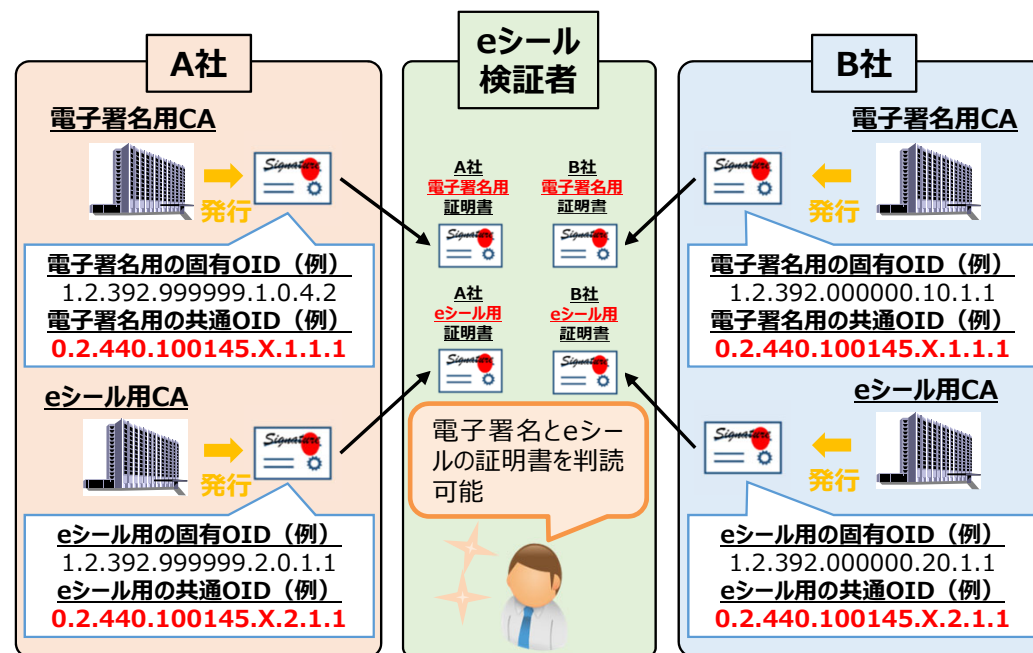 A社
電子署名用CA
発行
Signature
電子署名用の固有OID（例）
1.2.392.999999.1.0.4.2
電子署名用の共通OID（例）
0.2.440.100145.X.1.1.1
eシール用CA
発行
Signature
eシール用の固有OID（例）
1.2.392.999999.2.0.1.1
eシール用の共通OID（例）
0.2.440.100145.X.2.1.1
eシール
検証者
A社
電子署名用
証明書
Signature
B社
電子署名用
証明書
Signature
A社
eシール用
証明書
Signature
B社
eシール用
証明書
Signature
電子署名とeシー
ルの証明書を判読
可能
B社
電子署名用CA
Signature
発行
電子署名用の固有OID（例）
1.2.392.000000.10.1.1
電子署名用の共通OID（例）
0.2.440.100145.X.1.1.1
eシール用CA
Signature
発行
eシール用の固有OID（例）
1.2.392.000000.20.1.1
eシール用の共通OID（例）
0.2.440.100145.X.2.1.1